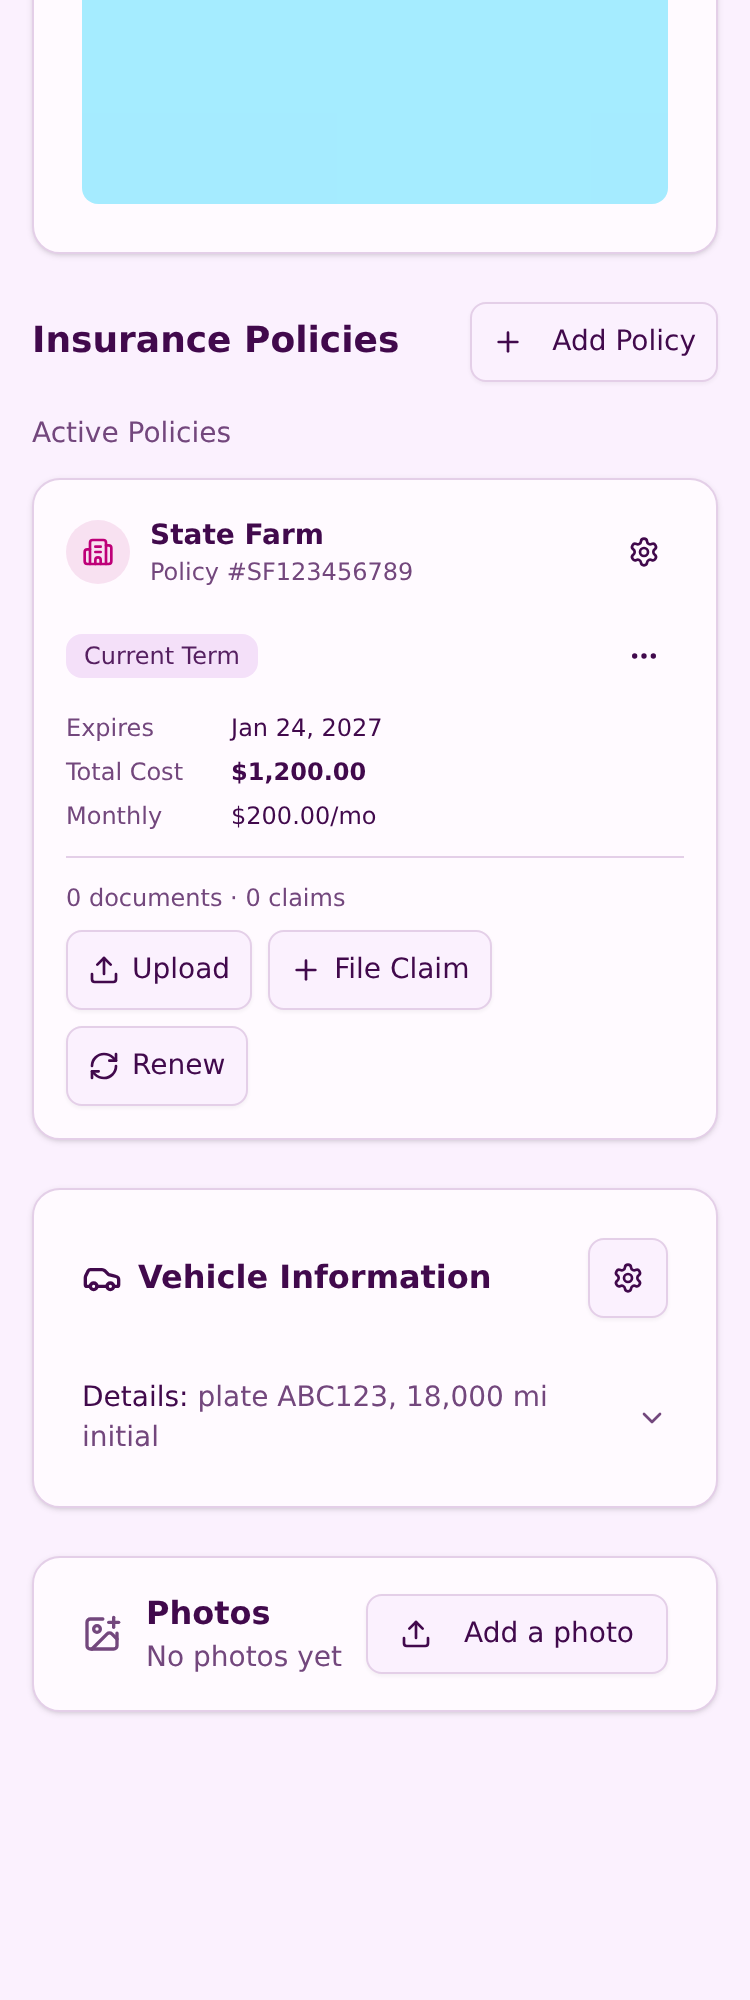 Insurance Policies
Add Policy
Active Policies
State Farm
Policy #SF123456789
Current Term
Expires Jan 24, 2027
Total Cost $1,200.00
Monthly $200.00/mo
0 documents · 0 claims
Upload
File Claim
Renew
Vehicle Information
Details: plate ABC123, 18,000 mi
initial
Photos
No photos yet
Add a photo